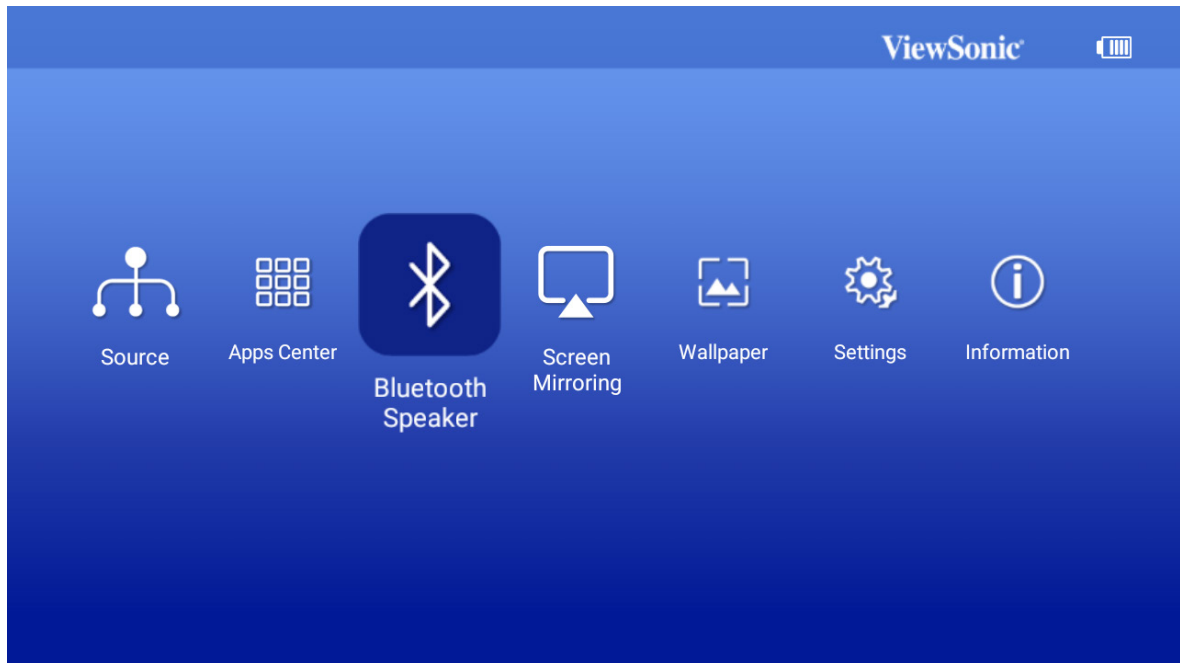 ViewSonic®
Source
Apps Center
Bluetooth
Speaker
Screen
Mirroring
Wallpaper
Settings
Information